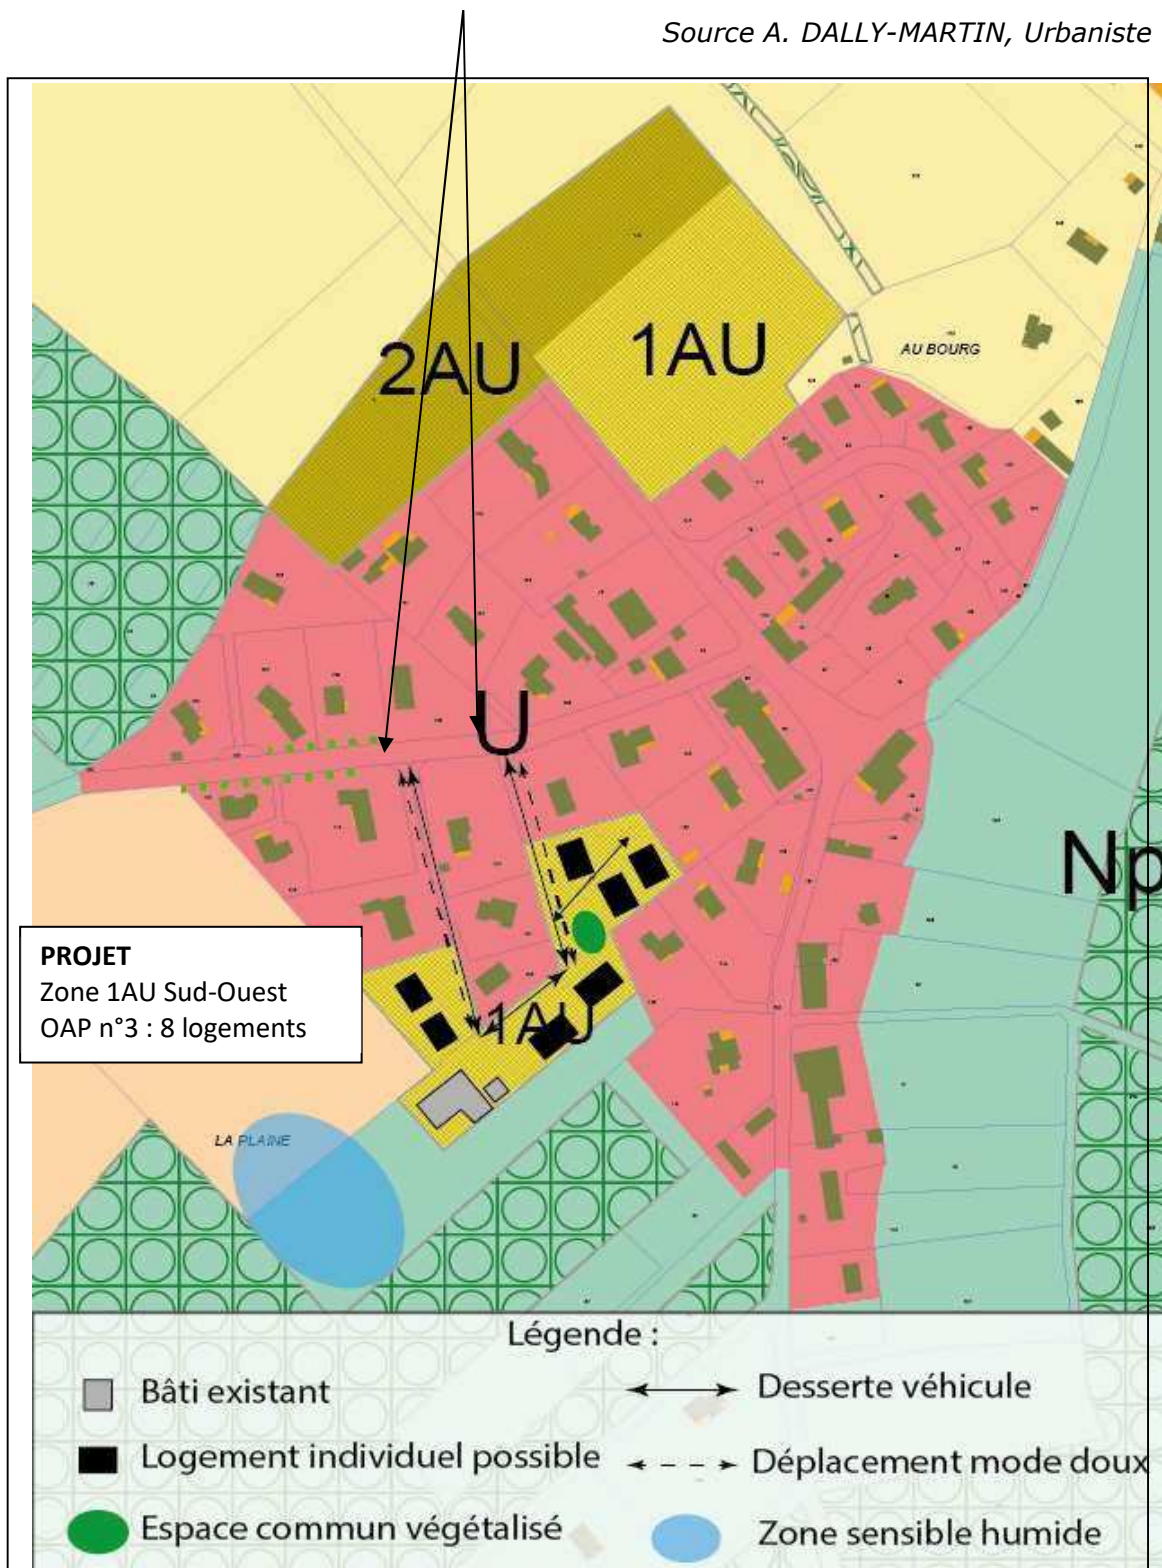 Source A. DALLY-MARTIN, Urbaniste
2AU
1AU
AU BOURG
U
Np
PROJET
Zone 1AU Sud-Ouest
OAP n°3 : 8 logements
1AU
LA PLAINE
Légende :
Bâti existant
Desserte véhicule
Logement individuel possible
Déplacement mode doux
Espace commun végétalisé
Zone sensible humide